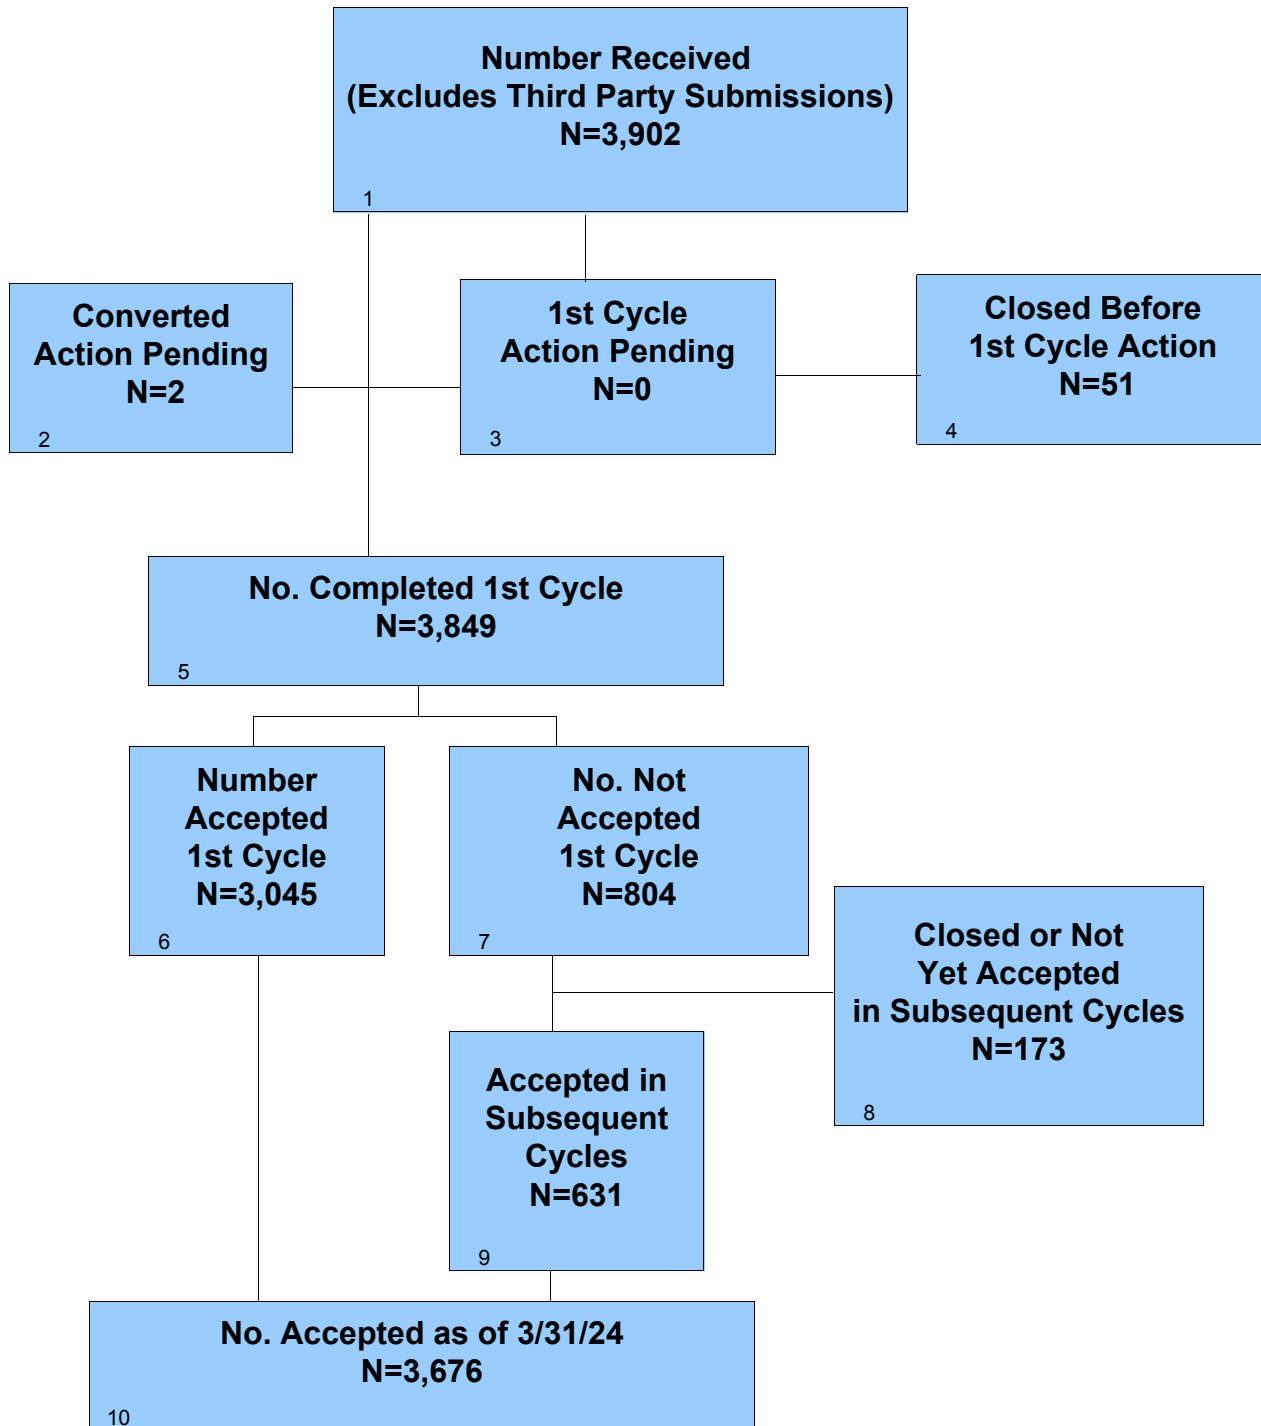 Number Received
(Excludes Third Party Submissions)
N=3,902
1
Converted
Action Pending
N=2
2
1st Cycle
Action Pending
N=0
3
Closed Before
1st Cycle Action
N=51
4
No. Completed 1st Cycle
N=3,849
5
Number
Accepted
1st Cycle
N=3,045
6
No. Not
Accepted
1st Cycle
N=804
7
Closed or Not
Yet Accepted
in Subsequent Cycles
N=173
8
Accepted in
Subsequent
Cycles
N=631
9
No. Accepted as of 3/31/24
N=3,676
10